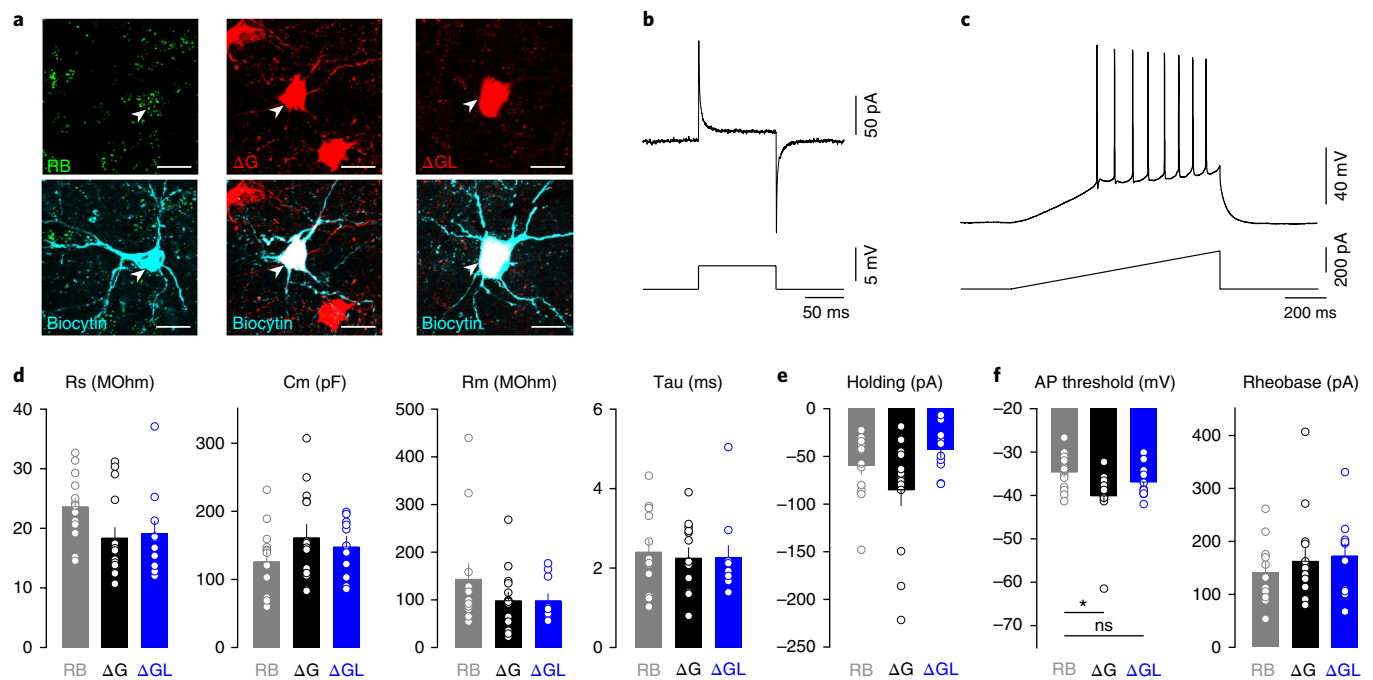 a
RB
ΔG
ΔGL
Biocytin
Biocytin
Biocytin
b
50 pA
5 mV
50 ms
c
40 mV
200 pA
200 ms
d
Rs (MOhm)
40
30
20
10
0
RB ΔG ΔGL
Cm (pF)
300
200
100
0
RB ΔG ΔGL
Rm (MOhm)
500
400
300
200
100
0
RB ΔG ΔGL
Tau (ms)
6
4
2
0
RB ΔG ΔGL
e
Holding (pA)
0
–50
–100
–150
–200
–250
RB ΔG ΔGL
f
AP threshold (mV)
–20
–30
–40
–50
–60
–70
*
ns
RB ΔG ΔGL
Rheobase (pA)
400
300
200
100
0
RB ΔG ΔGL